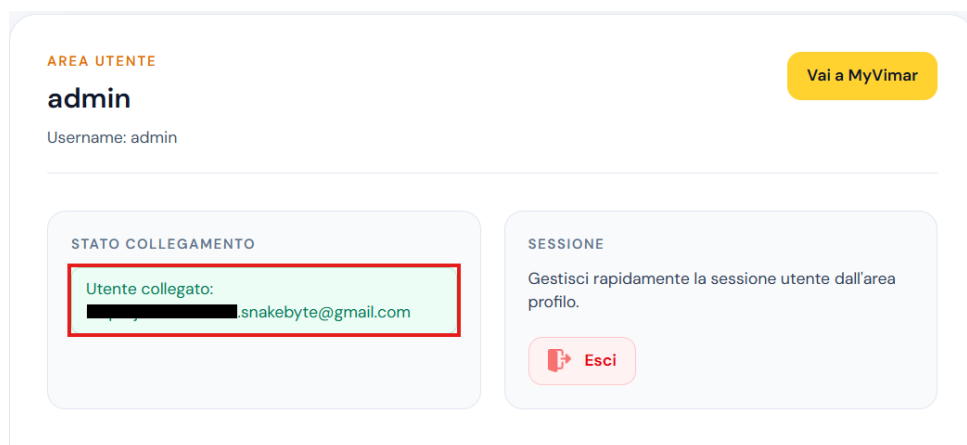 AREA UTENTE
admin
Username: admin
Vai a MyVimar
STATO COLLEGAMENTO
Utente collegato:
.snakebyte@gmail.com
SESSIONE
Gestisci rapidamente la sessione utente dall'area
profilo.
Esci